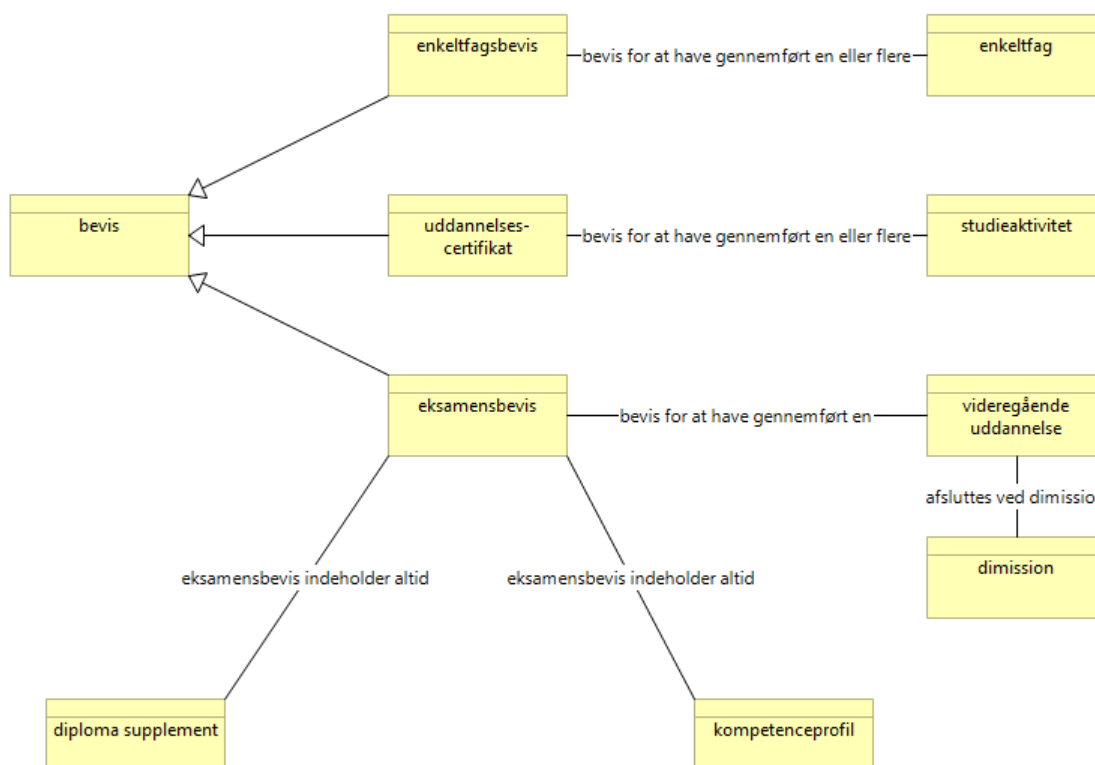 enkeltfagsbevis
bevis for at have gennemført en eller flere
enkeltfag
bevis
uddannelses-
certifikat
bevis for at have gennemført en eller flere
studieaktivitet
eksamensbevis
bevis for at have gennemført en
videregående
uddannelse
afsluttes ved dimissio
dimission
eksamensbevis indeholder altid
eksamensbevis indeholder altid
diploma supplement
kompetenceprofil